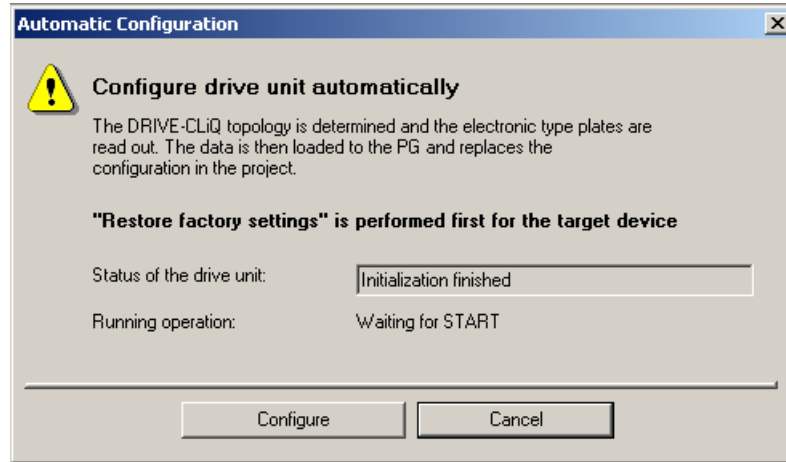 Automatic Configuration
Configure drive unit automatically
The DRIVE-CLiQ topology is determined and the electronic type plates are
read out. The data is then loaded to the PG and replaces the
configuration in the project.
"Restore factory settings" is performed first for the target device
Status of the drive unit: Initialization finished
Running operation: Waiting for START
Configure Cancel